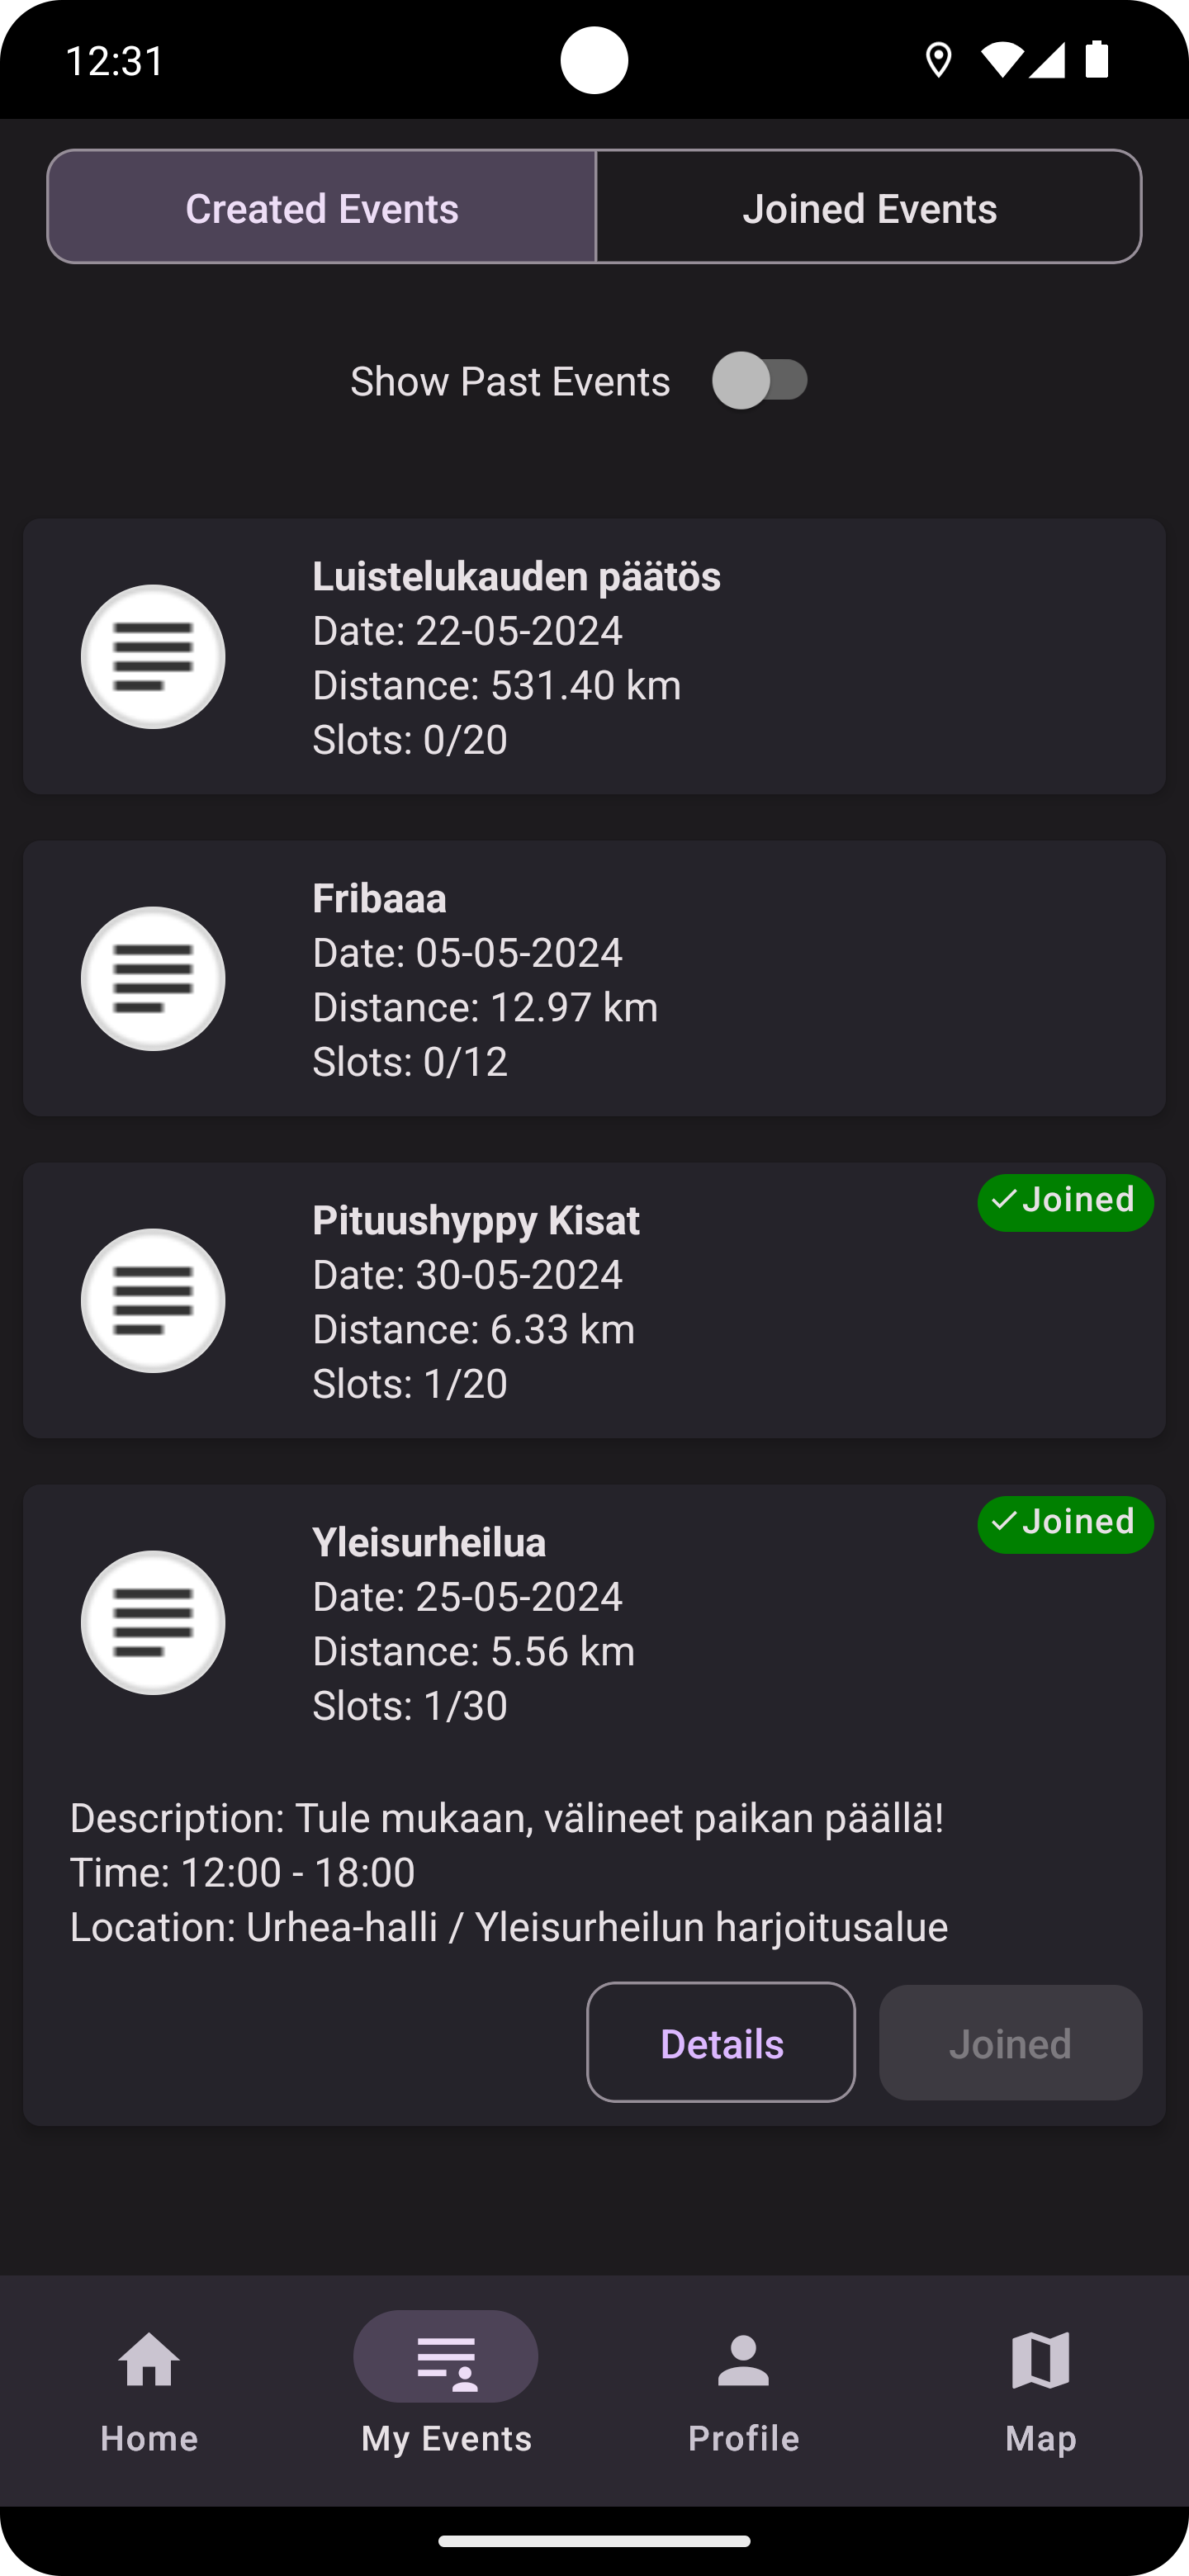 12:31
Created Events
Joined Events
Show Past Events
Luistelukauden päätös
Date: 22-05-2024
Distance: 531.40 km
Slots: 0/20
Fribaaa
Date: 05-05-2024
Distance: 12.97 km
Slots: 0/12
Joined
Pituushyppy Kisat
Date: 30-05-2024
Distance: 6.33 km
Slots: 1/20
Joined
Yleisurheilua
Date: 25-05-2024
Distance: 5.56 km
Slots: 1/30
Description: Tule mukaan, välineet paikan päällä!
Time: 12:00 - 18:00
Location: Urhea-halli / Yleisurheilun harjoitusalue
Details
Joined
Home
My Events
Profile
Map